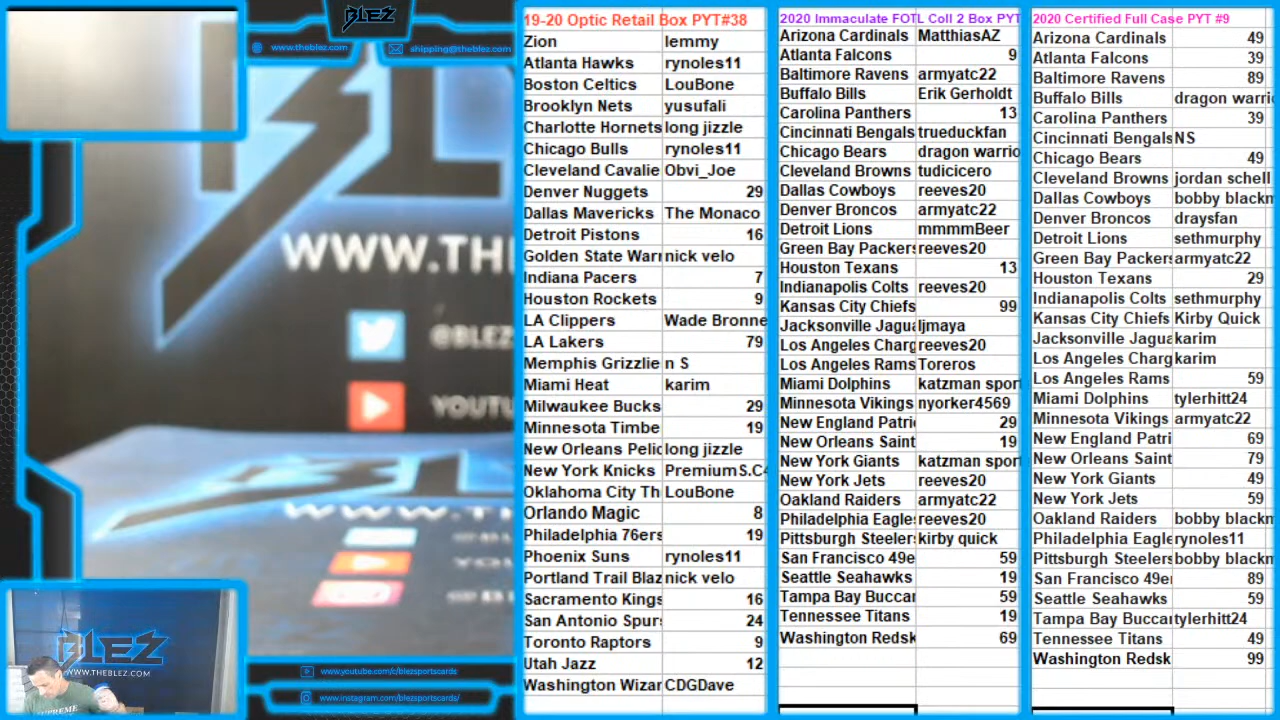 BLEZ
www.theblez.com
shipping@theblez.com
WWW.TH
@BLEZ
YOUTU
BLEZ
WWW.THEBLEZ.COM
SUPREME
www.youtube.com/c/blezsportscards
www.instagram.com/blezsportscards/
19-20 Optic Retail Box PYT#38
Zion lemmy
Atlanta Hawks rynoles11
Boston Celtics LouBone
Brooklyn Nets yusufali
Charlotte Hornets long jizzle
Chicago Bulls rynoles11
Cleveland Cavalie Obvi_Joe
Denver Nuggets 29
Dallas Mavericks The Monaco
Detroit Pistons 16
Golden State Warr nick velo
Indiana Pacers 7
Houston Rockets 9
LA Clippers Wade Bronne
LA Lakers 79
Memphis Grizzlie n S
Miami Heat karim
Milwaukee Bucks 29
Minnesota Timbe 19
New Orleans Pelic long jizzle
New York Knicks PremiumS.C4
Oklahoma City Th LouBone
Orlando Magic 8
Philadelphia 76ers 19
Phoenix Suns rynoles11
Portland Trail Blaz nick velo
Sacramento Kings 16
San Antonio Spurs 24
Toronto Raptors 9
Utah Jazz 12
Washington Wizar CDGDave
2020 Immaculate FOTL Coll 2 Box PYT
Arizona Cardinals MatthiasAZ
Atlanta Falcons 9
Baltimore Ravens armyatc22
Buffalo Bills Erik Gerholdt
Carolina Panthers 13
Cincinnati Bengals trueduckfan
Chicago Bears dragon warrio
Cleveland Browns tudicicero
Dallas Cowboys reeves20
Denver Broncos armyatc22
Detroit Lions mmmmBeer
Green Bay Packers reeves20
Houston Texans 13
Indianapolis Colts reeves20
Kansas City Chiefs 99
Jacksonville Jagua ljmaya
Los Angeles Charg reeves20
Los Angeles Rams Toreros
Miami Dolphins katzman sport
Minnesota Vikings nyorker4569
New England Patri 29
New Orleans Saint 19
New York Giants katzman sport
New York Jets reeves20
Oakland Raiders armyatc22
Philadelphia Eagles reeves20
Pittsburgh Steelers kirby quick
San Francisco 49e 59
Seattle Seahawks 19
Tampa Bay Buccar 59
Tennessee Titans 19
Washington Redsk 69
2020 Certified Full Case PYT #9
Arizona Cardinals 49
Atlanta Falcons 39
Baltimore Ravens 89
Buffalo Bills dragon warri
Carolina Panthers 39
Cincinnati Bengals NS
Chicago Bears 49
Cleveland Browns jordan schell
Dallas Cowboys bobby blackn
Denver Broncos draysfan
Detroit Lions sethmurphy
Green Bay Packers armyatc22
Houston Texans 29
Indianapolis Colts sethmurphy
Kansas City Chiefs Kirby Quick
Jacksonville Jagua karim
Los Angeles Charg karim
Los Angeles Rams 59
Miami Dolphins tylerhitt24
Minnesota Vikings armyatc22
New England Patri 69
New Orleans Saint 79
New York Giants 49
New York Jets 59
Oakland Raiders bobby blackn
Philadelphia Eagle rynoles11
Pittsburgh Steelers bobby blackn
San Francisco 49er 89
Seattle Seahawks 59
Tampa Bay Buccar tylerhitt24
Tennessee Titans 49
Washington Redsk 99